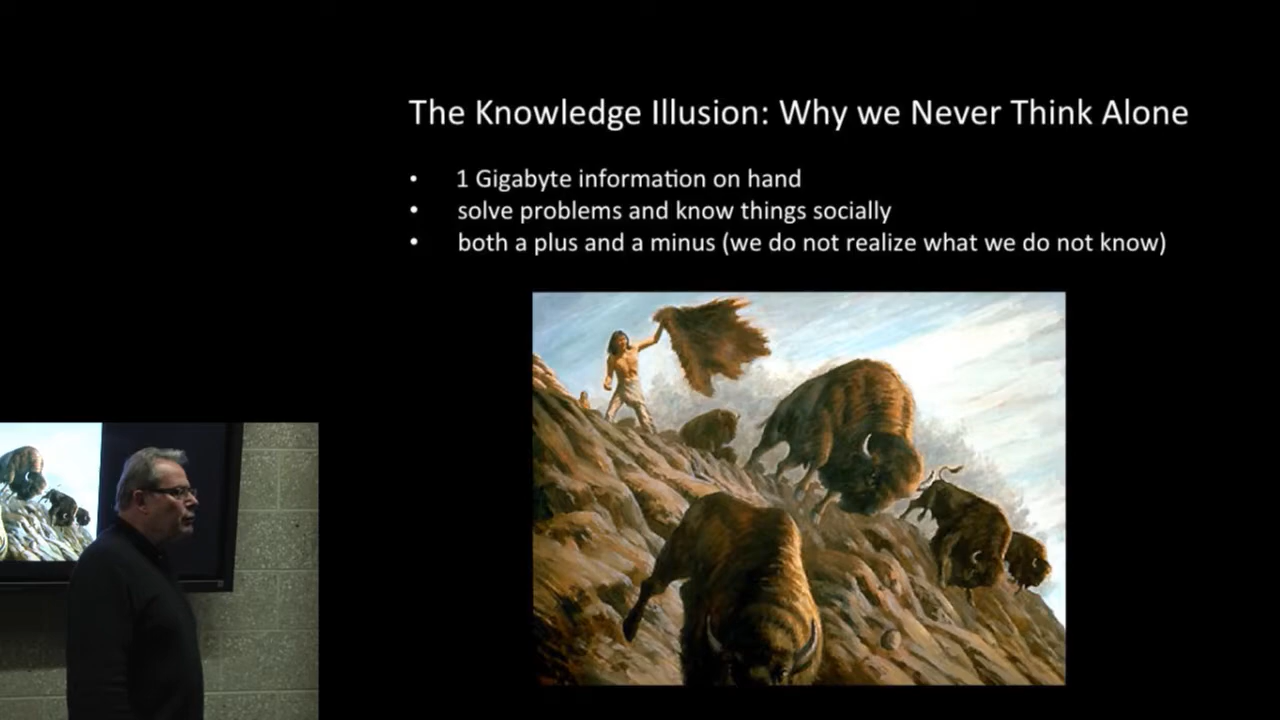 The Knowledge Illusion: Why we Never Think Alone
• 1 Gigabyte information on hand
• solve problems and know things socially
• both a plus and a minus (we do not realize what we do not know)